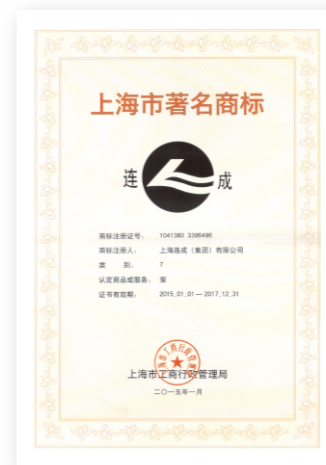 上海市著名商标
连 成
商标注册证号： 1041380 3396496
商标注册人： 上海连成（集团）有限公司
类 别： 7
认定商品或服务： 泵
证书有效期： 2015.01.01—2017.12.31
上海市工商行政管理局
二〇一五年一月